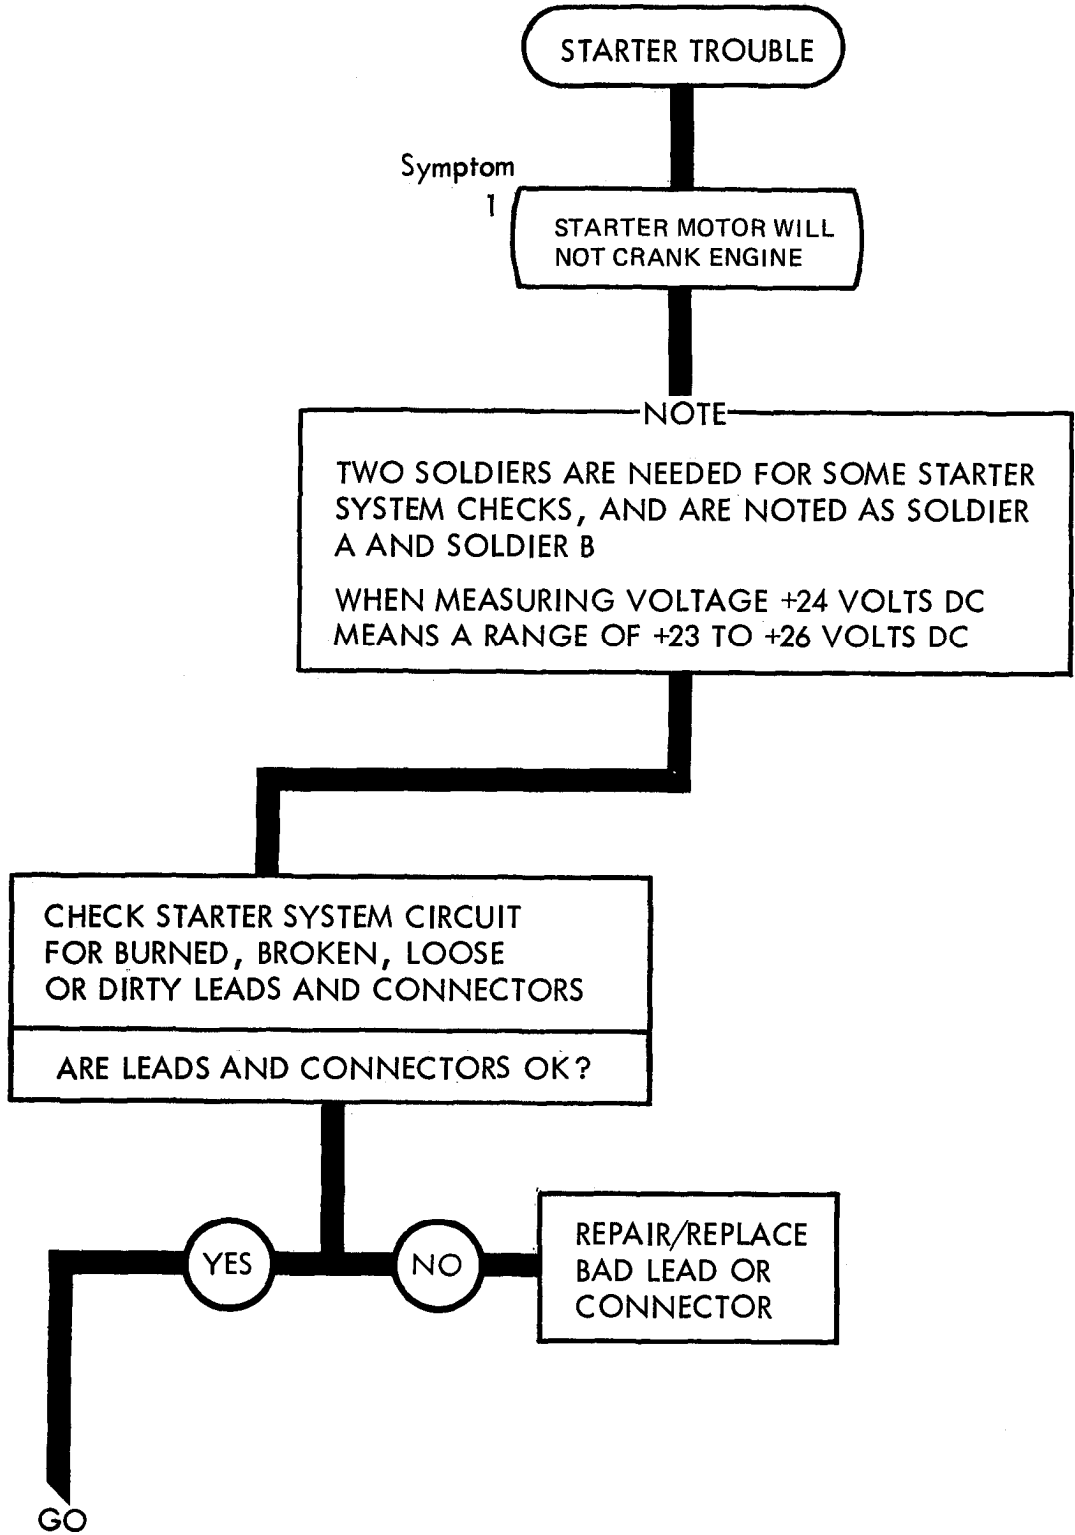 STARTER TROUBLE
Symptom
1
STARTER MOTOR WILL
NOT CRANK ENGINE
NOTE
TWO SOLDIERS ARE NEEDED FOR SOME STARTER
SYSTEM CHECKS, AND ARE NOTED AS SOLDIER
A AND SOLDIER B
WHEN MEASURING VOLTAGE +24 VOLTS DC
MEANS A RANGE OF +23 TO +26 VOLTS DC
CHECK STARTER SYSTEM CIRCUIT
FOR BURNED, BROKEN, LOOSE
OR DIRTY LEADS AND CONNECTORS
ARE LEADS AND CONNECTORS OK?
YES
NO
REPAIR/REPLACE
BAD LEAD OR
CONNECTOR
GO